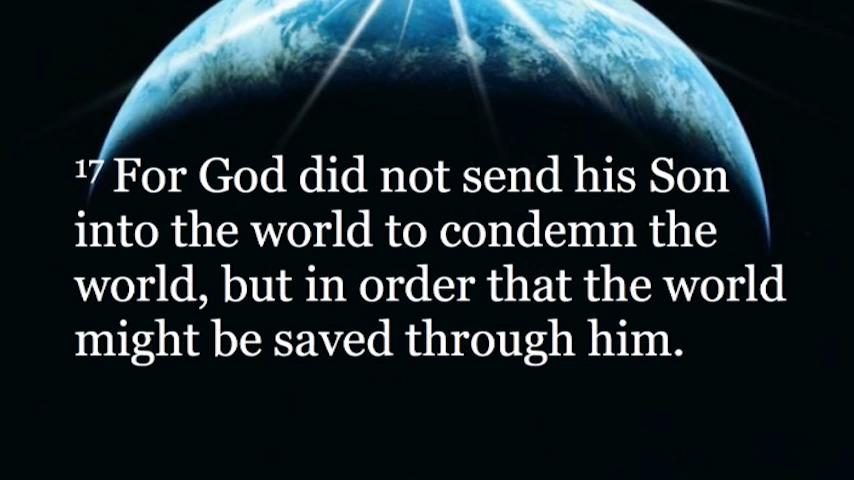 17 For God did not send his Son
into the world to condemn the
world, but in order that the world
might be saved through him.